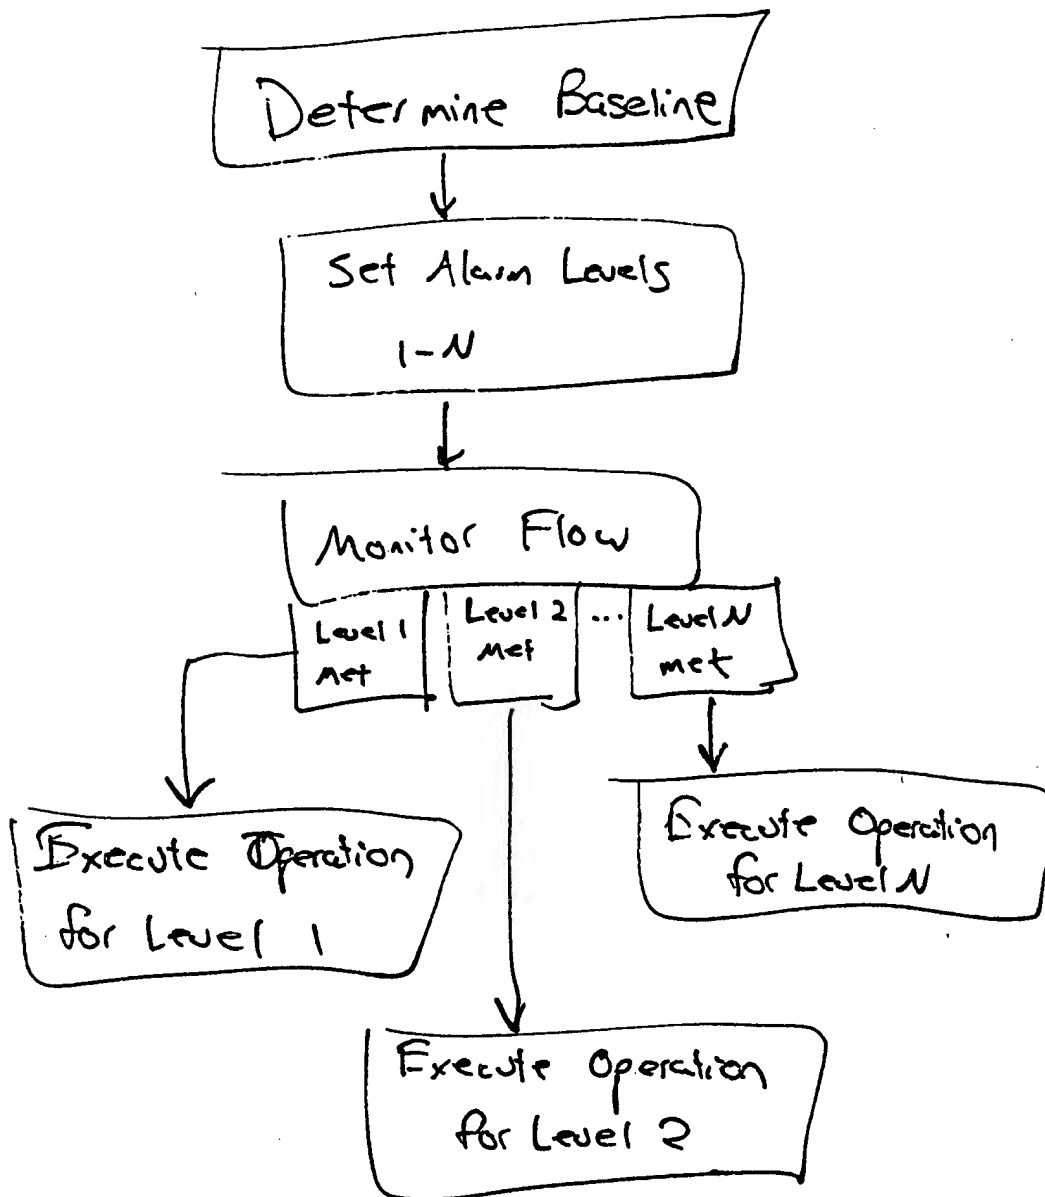 Determine Baseline
Set Alarm Levels
1-N
Monitor Flow
Level 1
Met
Level 2
Met
...
Level N
met
Execute Operation
for Level 1
Execute Operation
for Level N
Execute Operation
for Level 2